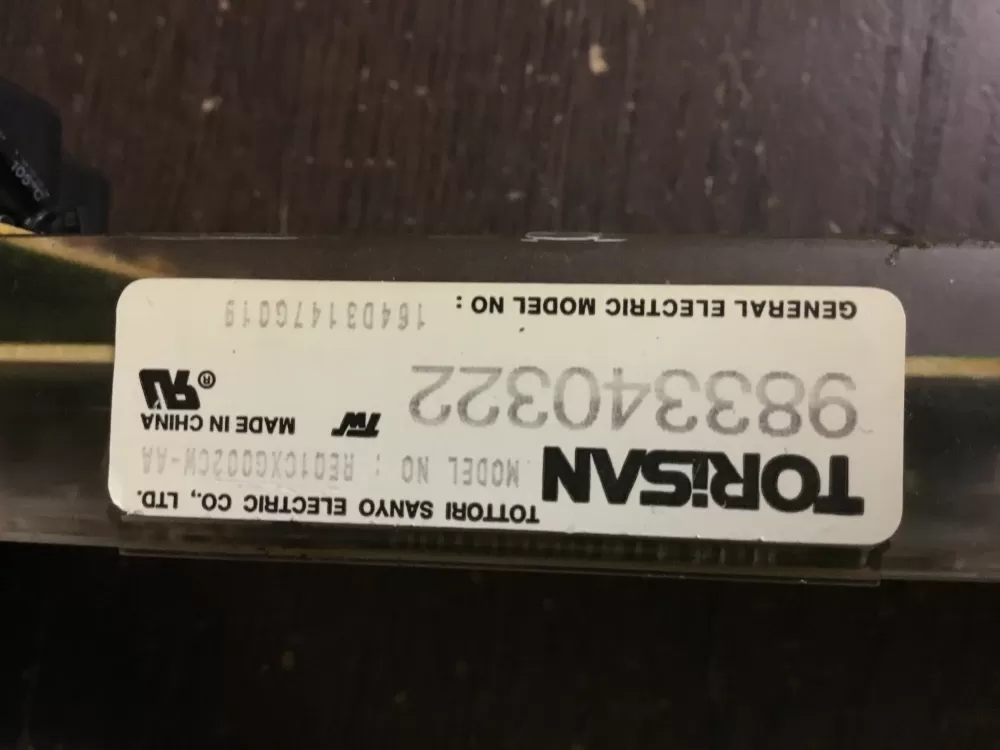 TOTTORI SANYO ELECTRIC CO., LTD.
TORiSAN
MODEL NO : RE01CXG002CW-AA
MADE IN CHINA
983340322
GENERAL ELECTRIC MODEL NO : 164D3147G019